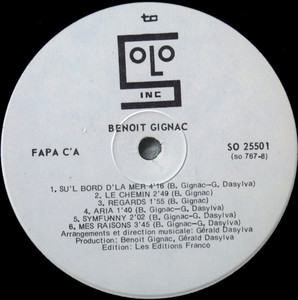 SOLO
INC
BENOIT GIGNAC
FAPA C'A
SO 25501
(so 767-8)
1. SU'L BORD D'LA MER 4'16 (B. Gignac-G. Dasylva)
2. LE CHEMIN 2'49 (B. Gignac)
3. REGARDS 1'55 (B. Gignac)
4. ARIA 1'40 (B. Gignac-G. Dasylva)
5. SYMFUNNY 2'02 (B. Gignac-G. Dasylva)
6. MES RAISONS 3'45 (B. Gignac-G. Dasylva)
Arrangements et direction musicale: Gérald Dasylva
Production: Benoit Gignac, Gérald Dasylva
Edition: Les Editions Franco